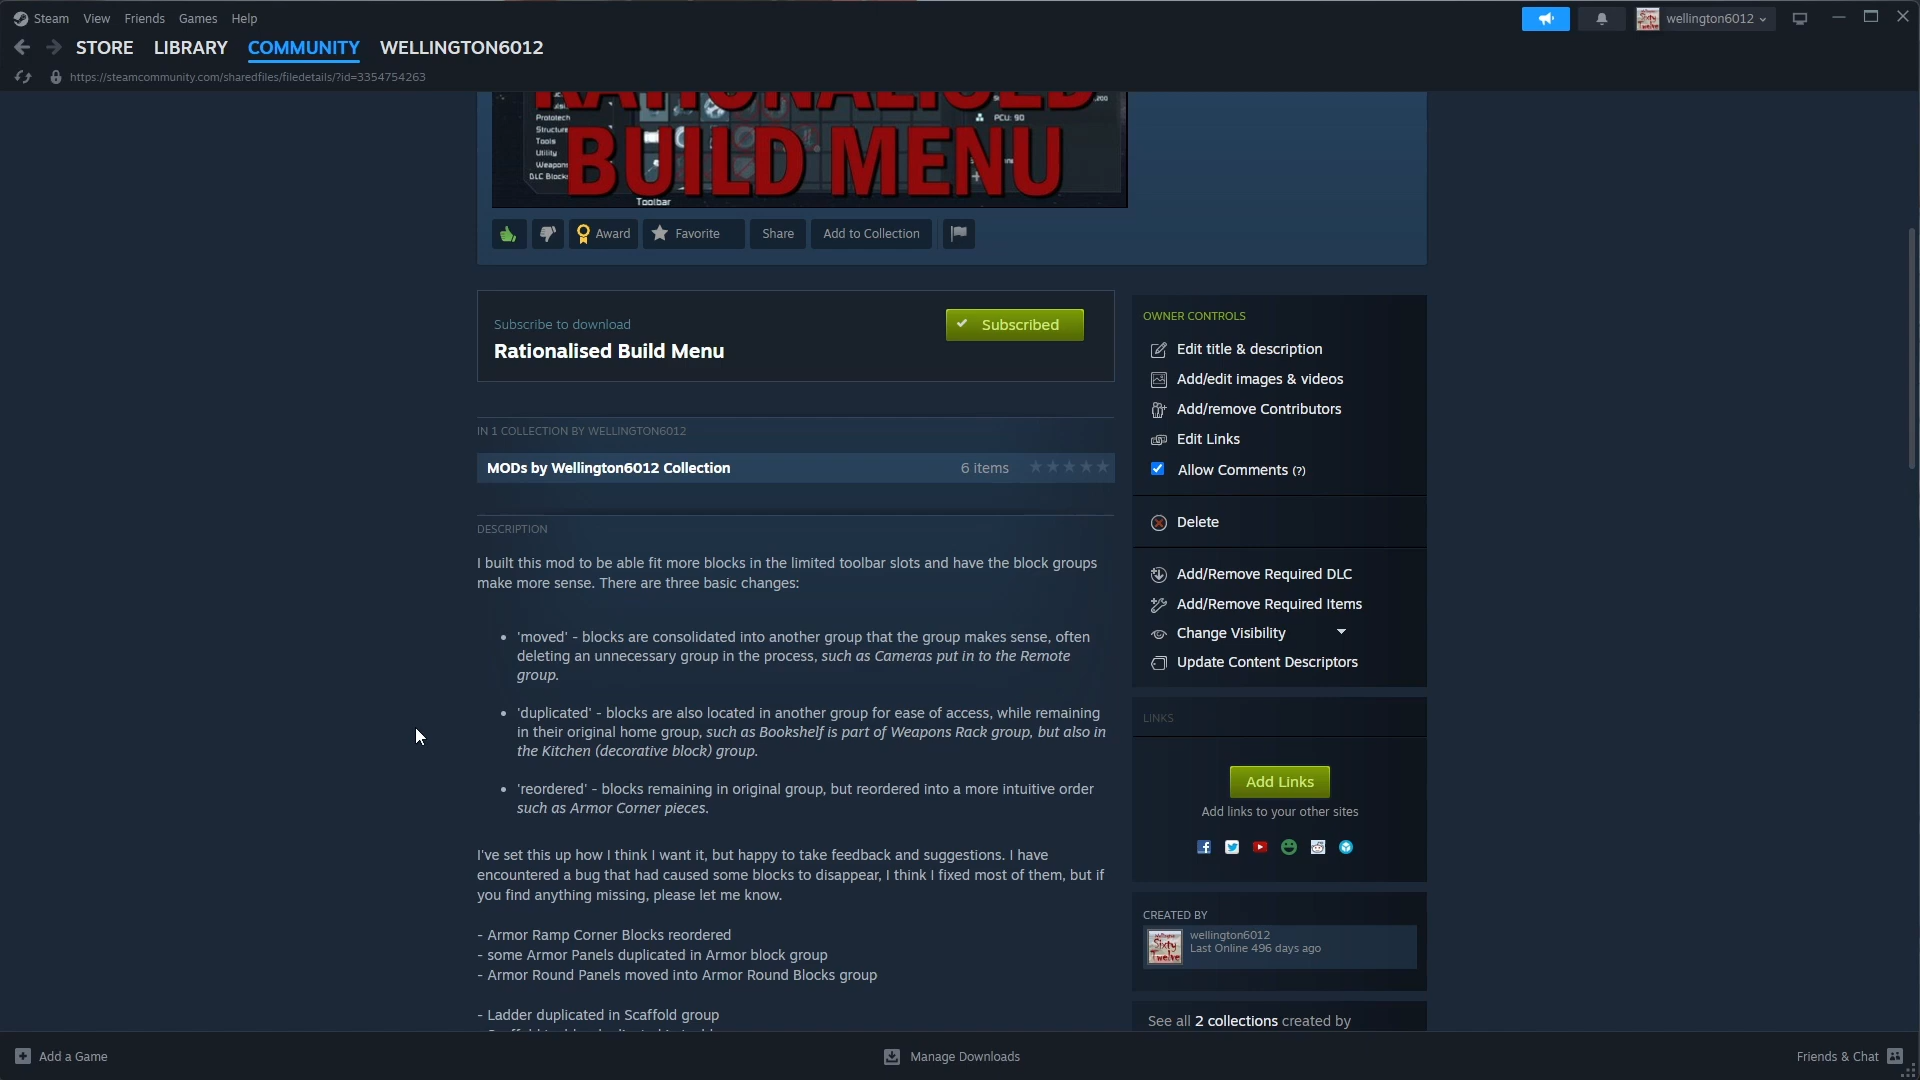 Steam View Friends Games Help
wellington6012
STORE LIBRARY COMMUNITY WELLINGTON6012
https://steamcommunity.com/sharedfiles/filedetails/?id=3354754263
RATIONALISED
Prototech
Structure
Tools
Utility
Weapons
DLC Blocks
PCU: 90
BUILD MENU
Toolbar
Award Favorite Share Add to Collection
Subscribe to download
Rationalised Build Menu
Subscribed
IN 1 COLLECTION BY WELLINGTON6012
MODs by Wellington6012 Collection 6 items
DESCRIPTION
I built this mod to be able fit more blocks in the limited toolbar slots and have the block groups
make more sense. There are three basic changes:
• 'moved' - blocks are consolidated into another group that the group makes sense, often
deleting an unnecessary group in the process, such as Cameras put in to the Remote
group.
• 'duplicated' - blocks are also located in another group for ease of access, while remaining
in their original home group, such as Bookshelf is part of Weapons Rack group, but also in
the Kitchen (decorative block) group.
• 'reordered' - blocks remaining in original group, but reordered into a more intuitive order
such as Armor Corner pieces.
I've set this up how I think I want it, but happy to take feedback and suggestions. I have
encountered a bug that had caused some blocks to disappear, I think I fixed most of them, but if
you find anything missing, please let me know.
- Armor Ramp Corner Blocks reordered
- some Armor Panels duplicated in Armor block group
- Armor Round Panels moved into Armor Round Blocks group
- Ladder duplicated in Scaffold group
OWNER CONTROLS
Edit title & description
Add/edit images & videos
Add/remove Contributors
Edit Links
Allow Comments (?)
Delete
Add/Remove Required DLC
Add/Remove Required Items
Change Visibility
Update Content Descriptors
LINKS
Add Links
Add links to your other sites
CREATED BY
wellington6012
Last Online 496 days ago
See all 2 collections created by
Add a Game
Manage Downloads
Friends & Chat